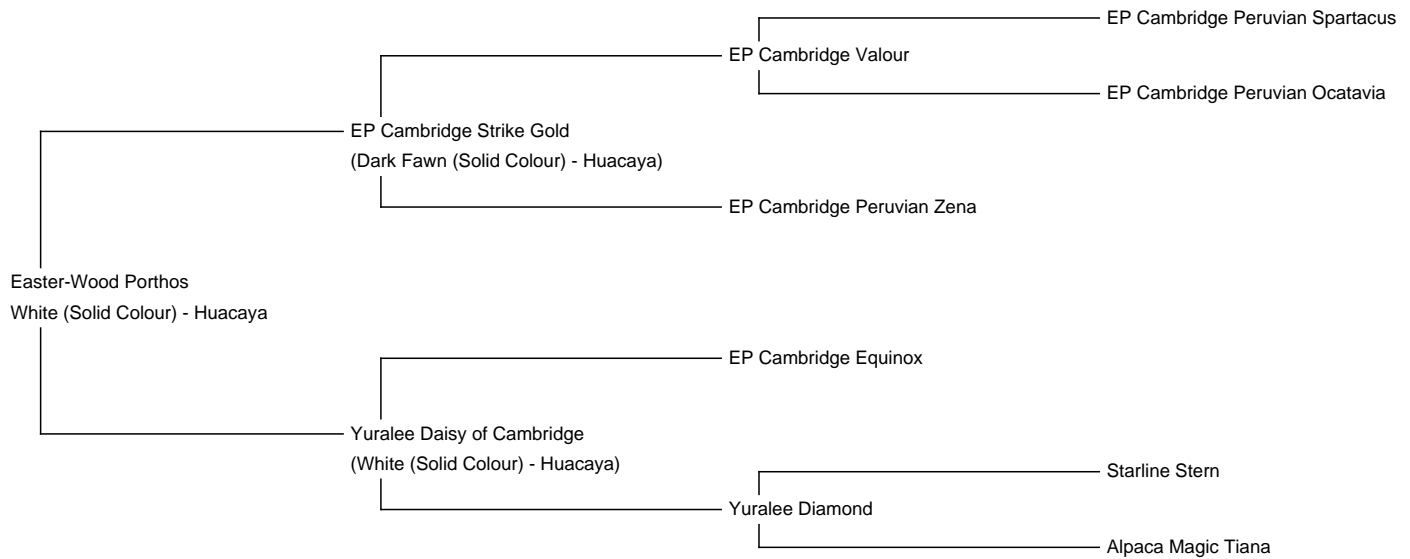 EP Cambridge Peruvian Spartacus
EP Cambridge Valour
EP Cambridge Peruvian Ocatavia
EP Cambridge Strike Gold
(Dark Fawn (Solid Colour) - Huacaya)
EP Cambridge Peruvian Zena
Easter-Wood Porthos
White (Solid Colour) - Huacaya
EP Cambridge Equinox
Yuralee Daisy of Cambridge
(White (Solid Colour) - Huacaya)
Starline Stern
Yuralee Diamond
Alpaca Magic Tiana